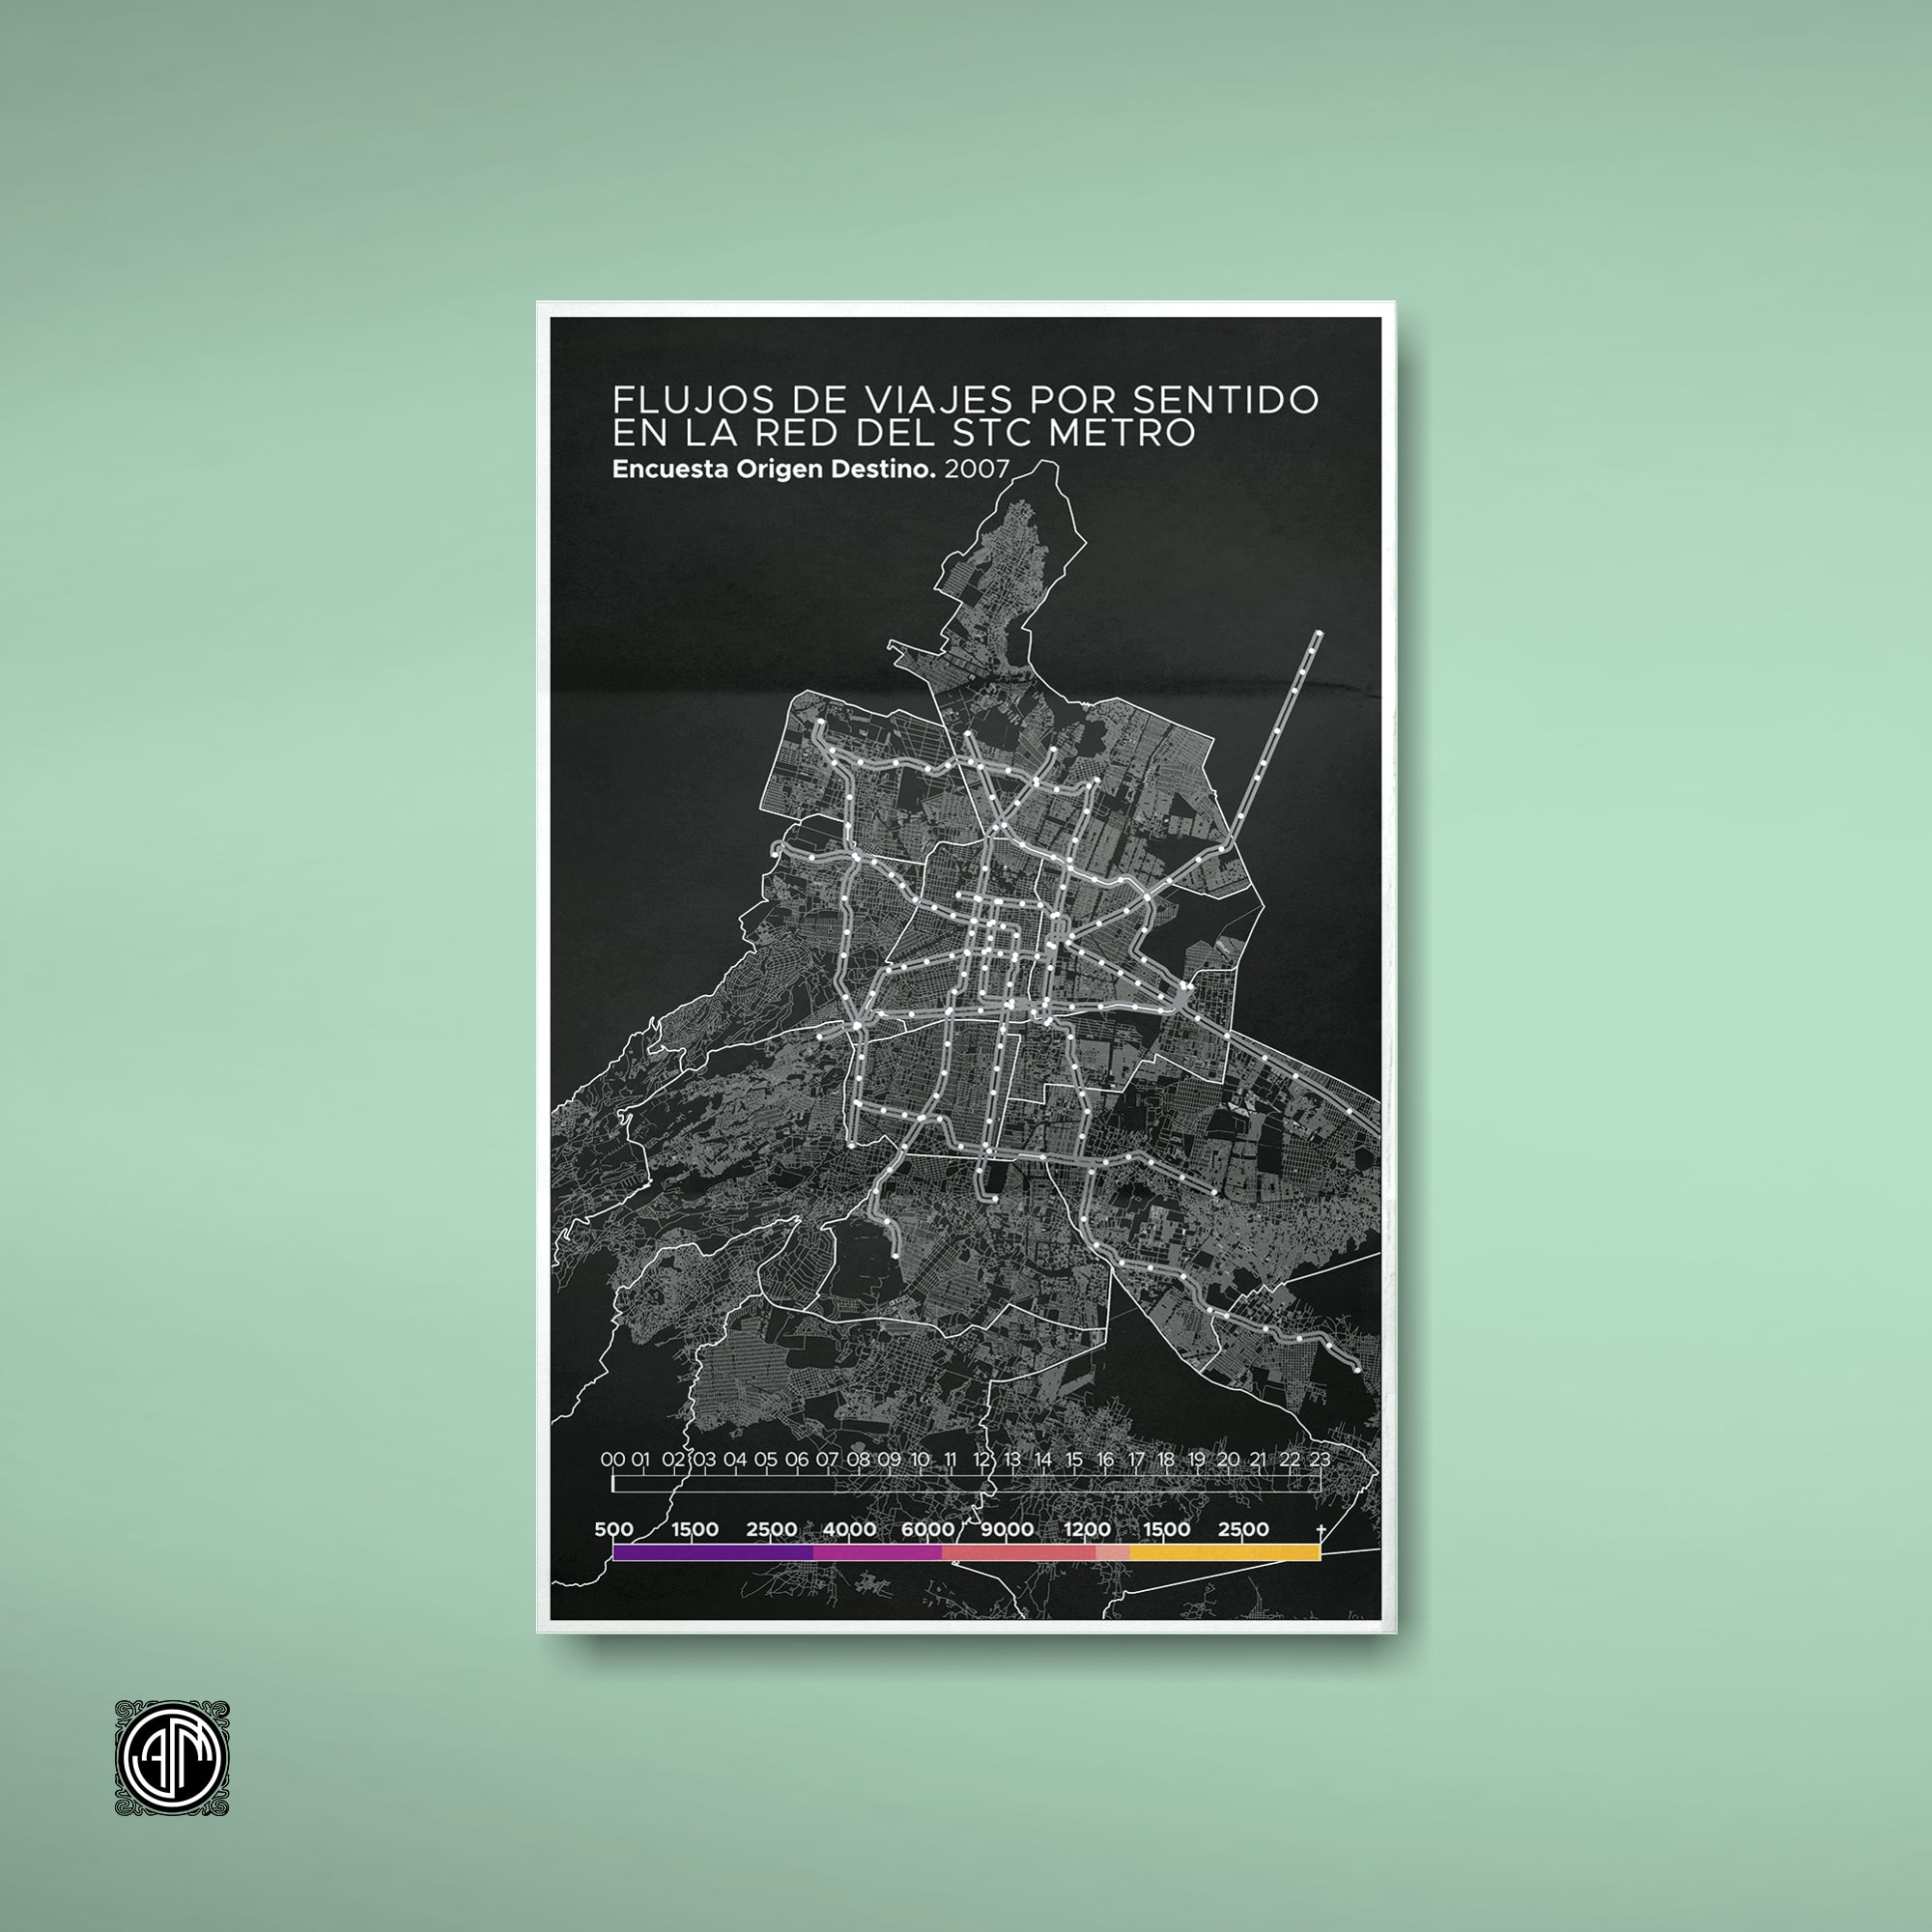 FLUJOS DE VIAJES POR SENTIDO
EN LA RED DEL STC METRO
Encuesta Origen Destino. 2007
00 01 02 03 04 05 06 07 08 09 10 11 12 13 14 15 16 17 18 19 20 21 22 23
500 1500 2500 4000 6000 9000 1200 1500 2500 +